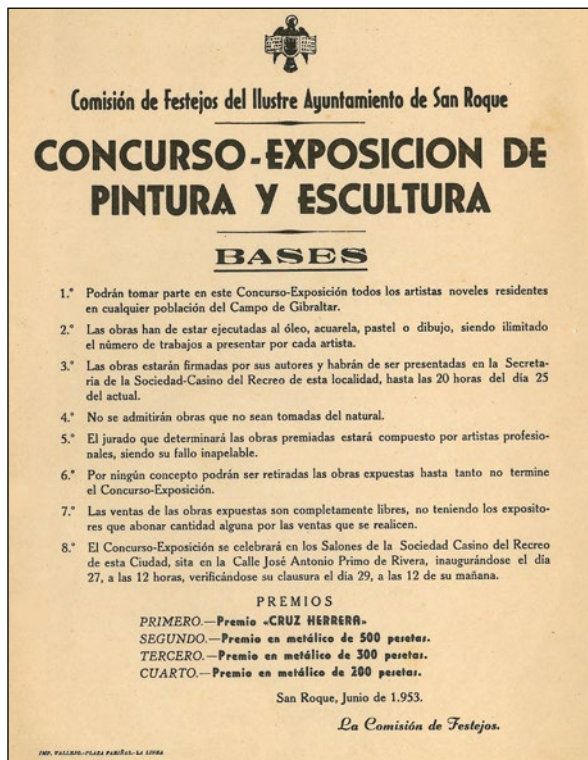 Comisión de Festejos del Ilustre Ayuntamiento de San Roque
CONCURSO-EXPOSICION DE
PINTURA Y ESCULTURA
BASES
1.ª Podrán tomar parte en este Concurso-Exposición todos los artistas noveles residentes
en cualquier población del Campo de Gibraltar.
2.ª Las obras han de estar ejecutadas al óleo, acuarela, pastel o dibujo, siendo ilimitado
el número de trabajos a presentar por cada artista.
3.ª Las obras estarán firmadas por sus autores y habrán de ser presentadas en la Secreta-
ría de la Sociedad-Casino del Recreo de esta localidad, hasta las 20 horas del día 25
del actual.
4.ª No se admitirán obras que no sean tomadas del natural.
5.ª El jurado que determinará las obras premiadas estará compuesto por artistas profesio-
nales, siendo su fallo inapelable.
6.ª Por ningún concepto podrán ser retiradas las obras expuestas hasta tanto no termine
el Concurso-Exposición.
7.ª Las ventas de las obras expuestas son completamente libres, no teniendo los exposito-
res que abonar cantidad alguna por las ventas que se realicen.
8.ª El Concurso-Exposición se celebrará en los Salones de la Sociedad Casino del Recreo
de esta Ciudad, sita en la Calle José Antonio Primo de Rivera, inaugurándose el día
27, a las 12 horas, verificándose su clausura el día 29, a las 12 de su mañana.
PREMIOS
PRIMERO.—Premio «CRUZ HERRERA»
SEGUNDO.—Premio en metálico de 500 pesetas.
TERCERO.—Premio en metálico de 300 pesetas.
CUARTO.—Premio en metálico de 200 pesetas.
San Roque, Junio de 1.953.
La Comisión de Festejos.
IMP. VALLEJO.-PLAZA FARIÑAS.-LA LINEA